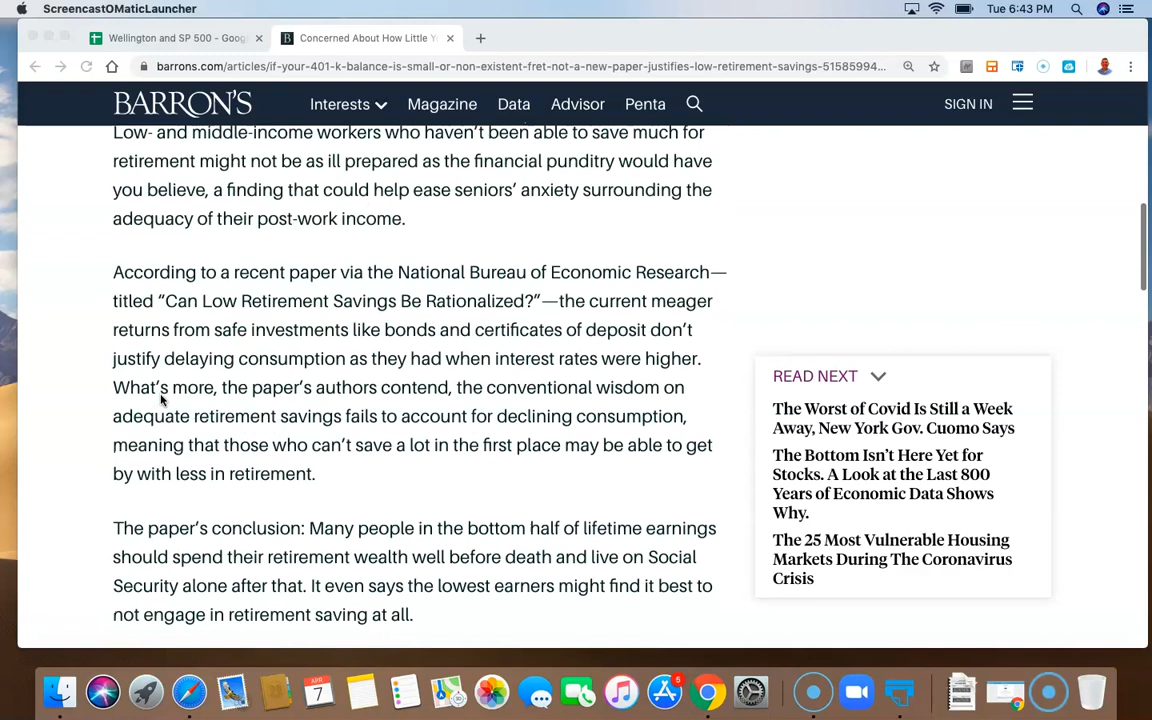 ScreencastOMaticLauncher
Tue 6:43 PM
Wellington and SP 500 - Goog
Concerned About How Little Y
barrons.com/articles/if-your-401-k-balance-is-small-or-non-existent-fret-not-a-new-paper-justifies-low-retirement-savings-5158599​4...
BARRON'S
Interests
Magazine
Data
Advisor
Penta
SIGN IN
Low- and middle-income workers who haven't been able to save much for
retirement might not be as ill prepared as the financial punditry would have
you believe, a finding that could help ease seniors' anxiety surrounding the
adequacy of their post-work income.
According to a recent paper via the National Bureau of Economic Research—
titled “Can Low Retirement Savings Be Rationalized?”—the current meager
returns from safe investments like bonds and certificates of deposit don't
justify delaying consumption as they had when interest rates were higher.
What's more, the paper's authors contend, the conventional wisdom on
adequate retirement savings fails to account for declining consumption,
meaning that those who can't save a lot in the first place may be able to get
by with less in retirement.
The paper's conclusion: Many people in the bottom half of lifetime earnings
should spend their retirement wealth well before death and live on Social
Security alone after that. It even says the lowest earners might find it best to
not engage in retirement saving at all.
READ NEXT
The Worst of Covid Is Still a Week
Away, New York Gov. Cuomo Says
The Bottom Isn't Here Yet for
Stocks. A Look at the Last 800
Years of Economic Data Shows
Why.
The 25 Most Vulnerable Housing
Markets During The Coronavirus
Crisis
APR
7
5